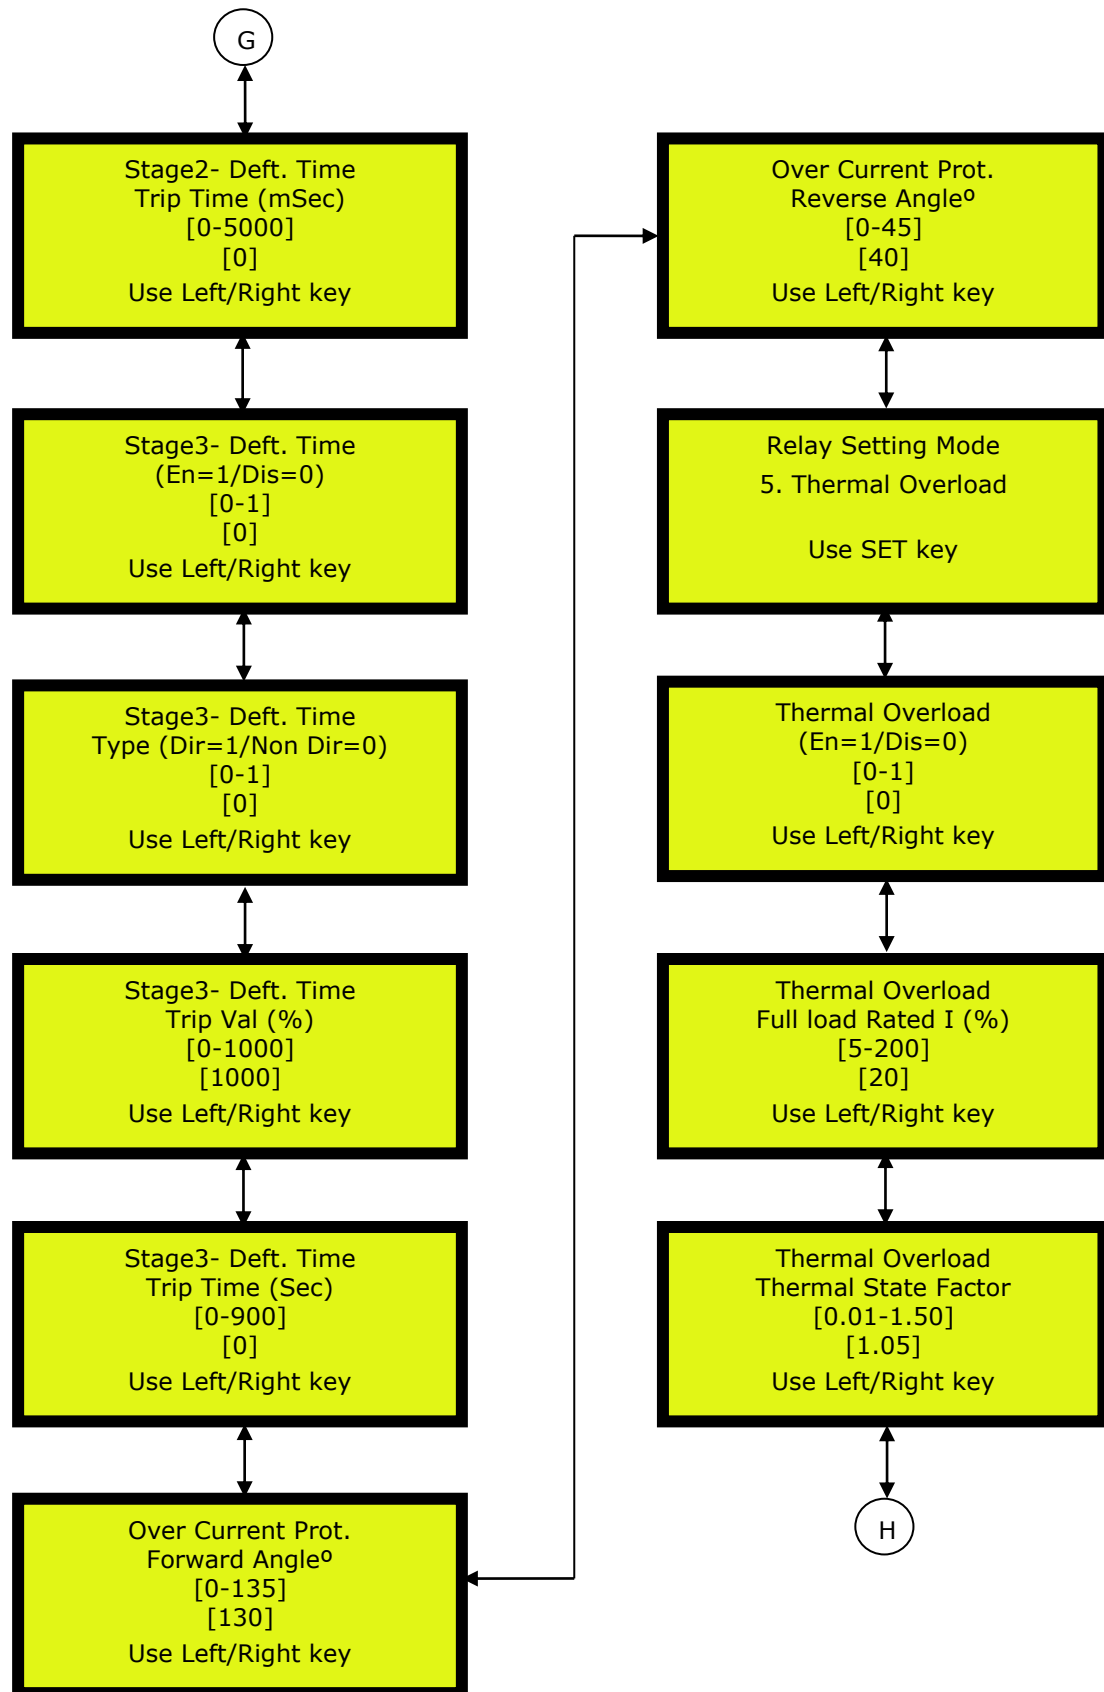 G
Stage2- Deft. Time
Trip Time (mSec)
[0-5000]
[0]
Use Left/Right key
Stage3- Deft. Time
(En=1/Dis=0)
[0-1]
[0]
Use Left/Right key
Stage3- Deft. Time
Type (Dir=1/Non Dir=0)
[0-1]
[0]
Use Left/Right key
Stage3- Deft. Time
Trip Val (%)
[0-1000]
[1000]
Use Left/Right key
Stage3- Deft. Time
Trip Time (Sec)
[0-900]
[0]
Use Left/Right key
Over Current Prot.
Forward Angleº
[0-135]
[130]
Use Left/Right key
Over Current Prot.
Reverse Angleº
[0-45]
[40]
Use Left/Right key
Relay Setting Mode
5. Thermal Overload
Use SET key
Thermal Overload
(En=1/Dis=0)
[0-1]
[0]
Use Left/Right key
Thermal Overload
Full load Rated I (%)
[5-200]
[20]
Use Left/Right key
Thermal Overload
Thermal State Factor
[0.01-1.50]
[1.05]
Use Left/Right key
H